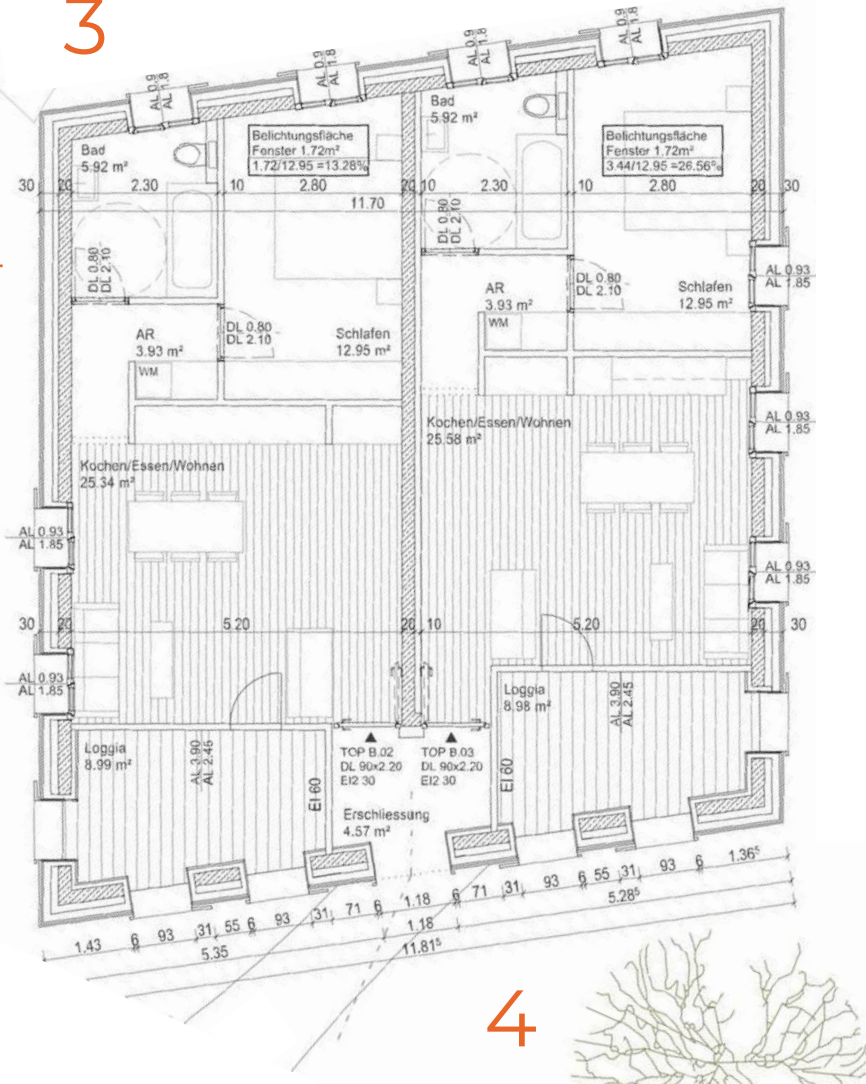 3
AL 0.9
AL 1.8
AL 0.9
AL 1.8
AL 0.9
AL 1.8
AL 0.9
AL 1.8
Bad
5.92 m²
Belichtungsfläche
Fenster 1.72m²
1.72/12.95 =13.28%
Bad
5.92 m²
Belichtungsfläche
Fenster 1.72m²
3.44/12.95 =26.56%
30 20 2.30 10 2.80 20 10 2.30 10 2.80 20 30
11.70
DL 0.80
DL 2.10
DL 0.80
DL 2.10
AR
3.93 m²
WM
DL 0.80
DL 2.10
Schlafen
12.95 m²
AR
3.93 m²
WM
DL 0.80
DL 2.10
Schlafen
12.95 m²
AL 0.93
AL 1.85
AL 0.93
AL 1.85
Kochen/Essen/Wohnen
25.34 m²
Kochen/Essen/Wohnen
25.58 m²
AL 0.93
AL 1.85
AL 0.93
AL 1.85
30 20 5.20 20 10 5.20 20 30
AL 0.93
AL 1.85
Loggia
8.99 m²
AL 3.90
AL 2.45
EI 60
TOP B.02
DL 90x2.20
EI2 30
TOP B.03
DL 90x2.20
EI2 30
Erschliessung
4.57 m²
Loggia
8.98 m²
AL 3.90
AL 2.45
EI 60
1.43 6 93 31 55 6 93 31 71 6 1.18 6 71 31 93 6 55 31 93 6 1.36⁵
5.35 1.18 5.28⁵
11.81⁵
4